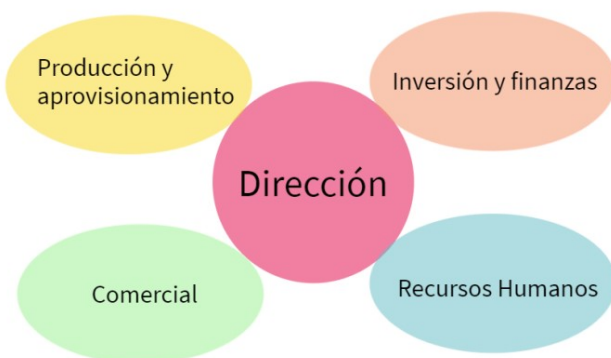 Producción y
aprovisionamiento
Inversión y finanzas
Dirección
Comercial
Recursos Humanos